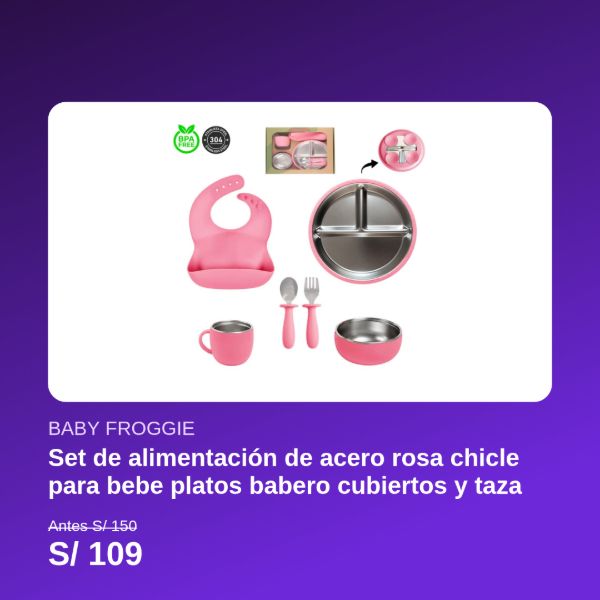 BPA
FREE
304
BABY FROGGIE
Set de alimentación de acero rosa chicle
para bebe platos babero cubiertos y taza
Antes S/ 150
S/ 109